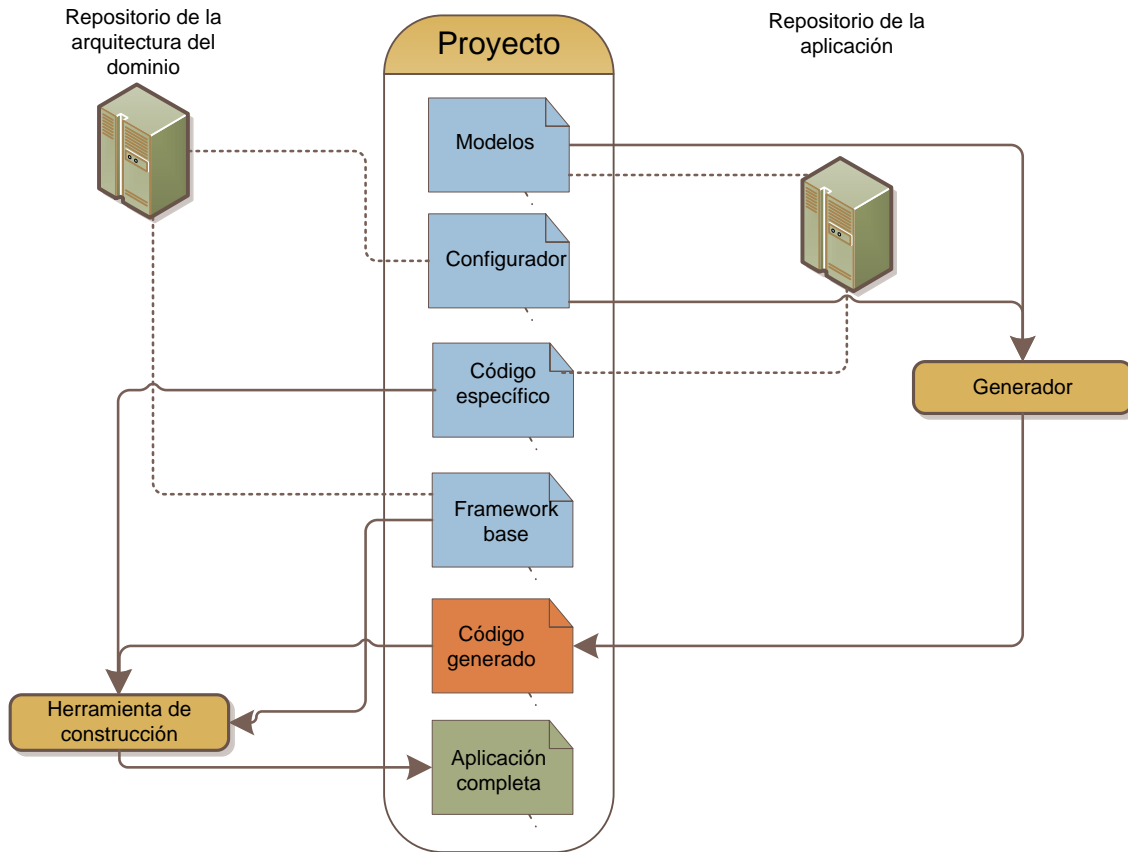 Repositorio de la
arquitectura del
dominio
Proyecto
Repositorio de la
aplicación
Modelos
Configurador
Código
específico
Generador
Framework
base
Código
generado
Herramienta de
construcción
Aplicación
completa